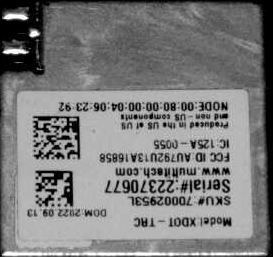 Model:XDOT - TRC
SKU#:70002953L
Serial#:22370677
www.multitech.com
FCC ID AU792U13A16858
IC:125A-0055
Produced in the US of US
and non - US components
NODE:00:80:00:00:04:06:23:92
DOM:2022.09.13